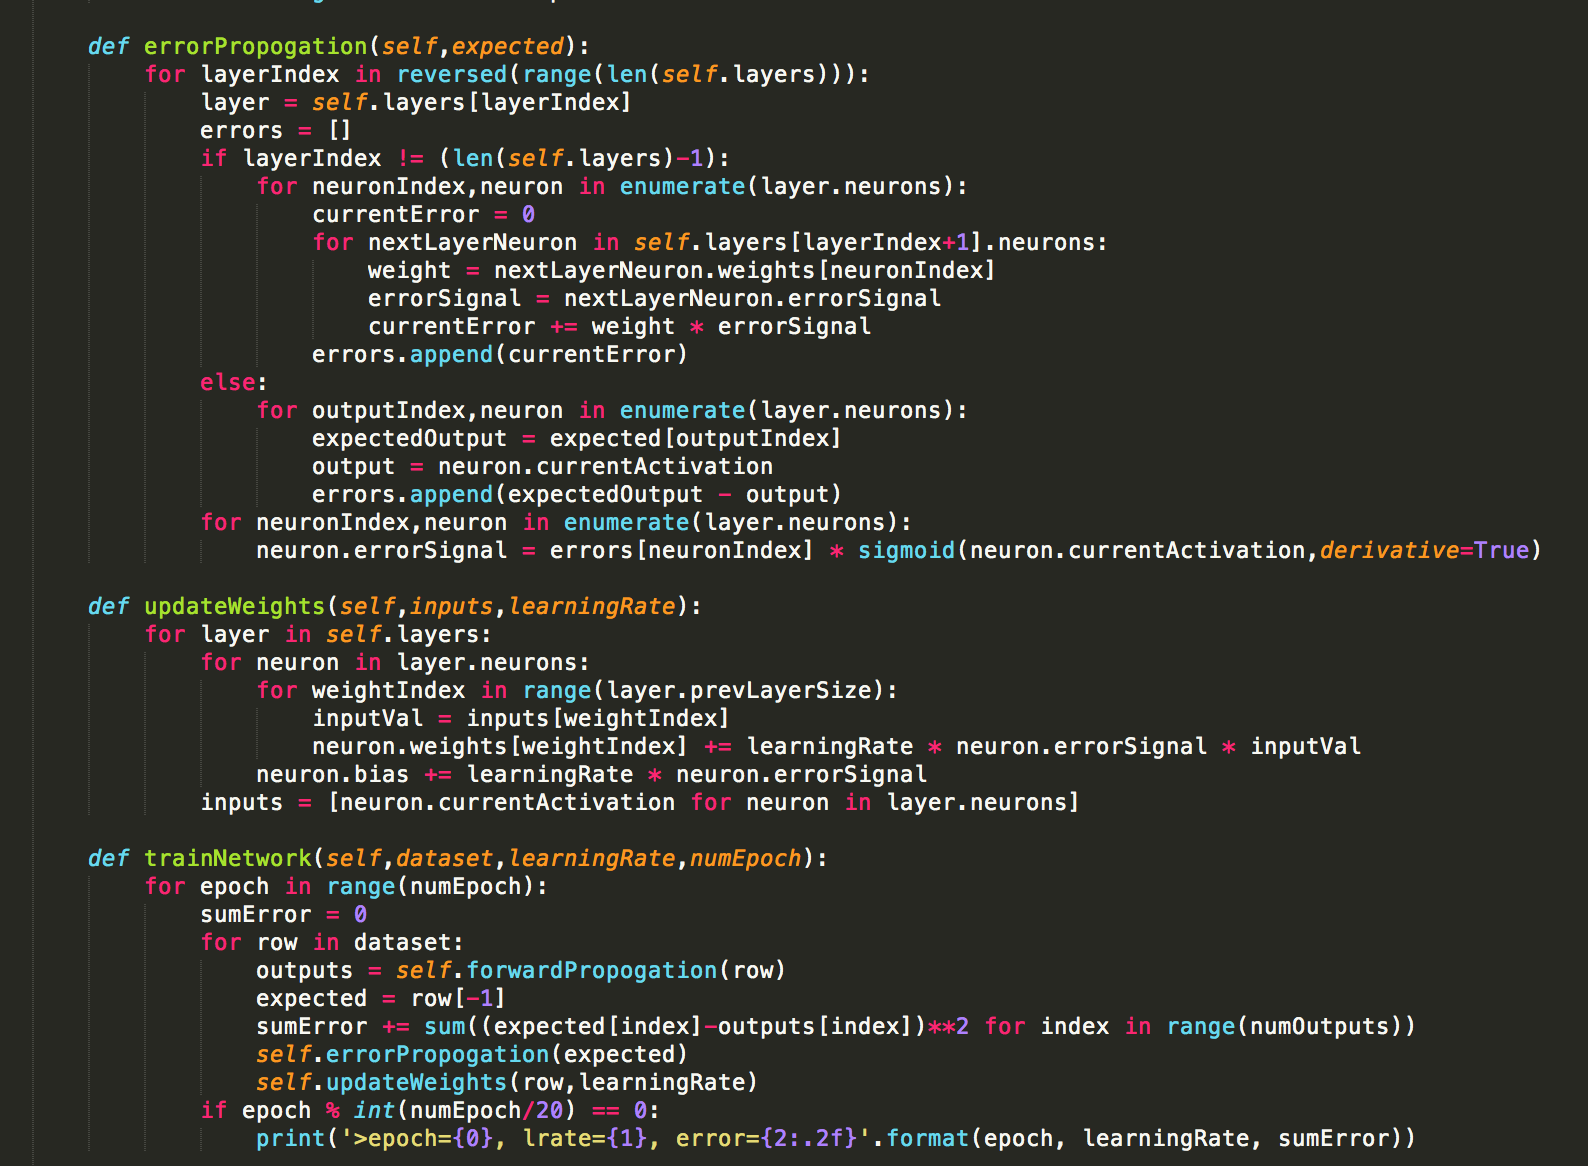 def errorPropogation(self,expected):
    for layerIndex in reversed(range(len(self.layers))):
        layer = self.layers[layerIndex]
        errors = []
        if layerIndex != (len(self.layers)-1):
            for neuronIndex,neuron in enumerate(layer.neurons):
                currentError = 0
                for nextLayerNeuron in self.layers[layerIndex+1].neurons:
                    weight = nextLayerNeuron.weights[neuronIndex]
                    errorSignal = nextLayerNeuron.errorSignal
                    currentError += weight * errorSignal
                errors.append(currentError)
        else:
            for outputIndex,neuron in enumerate(layer.neurons):
                expectedOutput = expected[outputIndex]
                output = neuron.currentActivation
                errors.append(expectedOutput - output)
        for neuronIndex,neuron in enumerate(layer.neurons):
            neuron.errorSignal = errors[neuronIndex] * sigmoid(neuron.currentActivation,derivative=True)

def updateWeights(self,inputs,learningRate):
    for layer in self.layers:
        for neuron in layer.neurons:
            for weightIndex in range(layer.prevLayerSize):
                inputVal = inputs[weightIndex]
                neuron.weights[weightIndex] += learningRate * neuron.errorSignal * inputVal
            neuron.bias += learningRate * neuron.errorSignal
        inputs = [neuron.currentActivation for neuron in layer.neurons]

def trainNetwork(self,dataset,learningRate,numEpoch):
    for epoch in range(numEpoch):
        sumError = 0
        for row in dataset:
            outputs = self.forwardPropogation(row)
            expected = row[-1]
            sumError += sum((expected[index]-outputs[index])**2 for index in range(numOutputs))
            self.errorPropogation(expected)
            self.updateWeights(row,learningRate)
        if epoch % int(numEpoch/20) == 0:
            print('>epoch={0}, lrate={1}, error={2:.2f}'.format(epoch, learningRate, sumError))